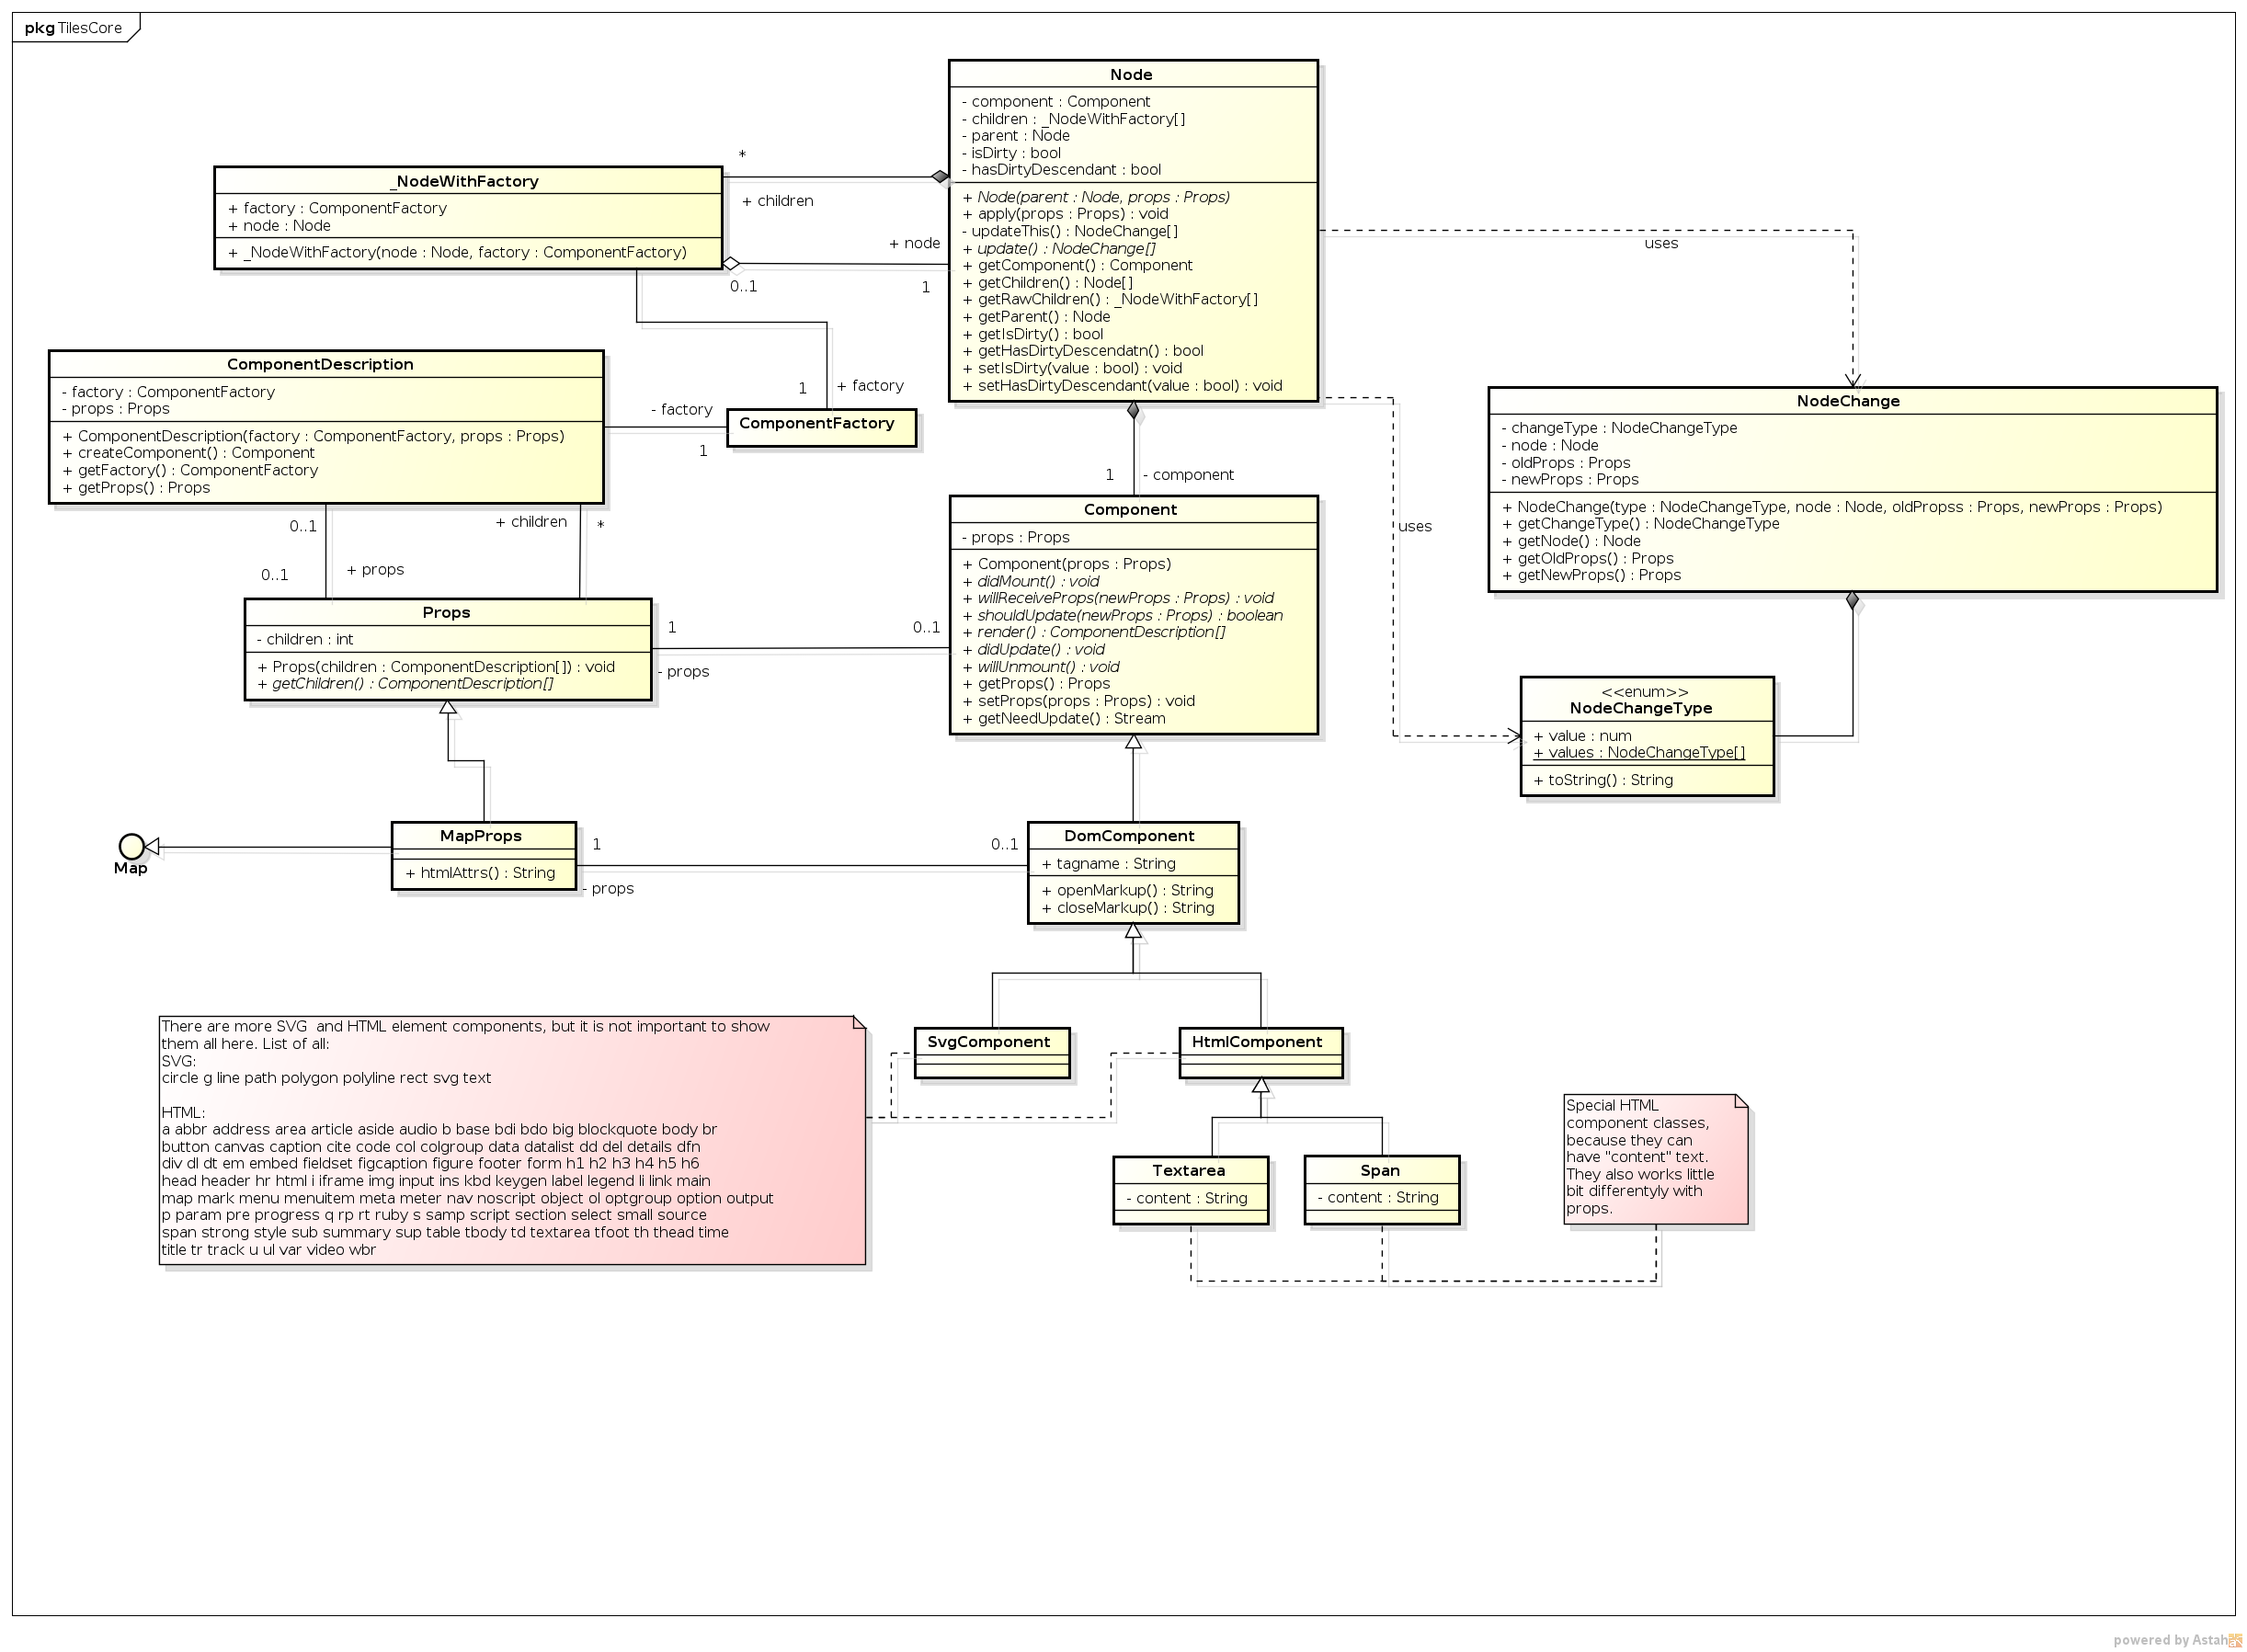 pkg TilesCore
Node
- component : Component
- children : _NodeWithFactory[]
- parent : Node
- isDirty : bool
- hasDirtyDescendant : bool
+ Node(parent : Node, props : Props)
+ apply(props : Props) : void
- updateThis() : NodeChange[]
+ update() : NodeChange[]
+ getComponent() : Component
+ getChildren() : Node[]
+ getRawChildren() : _NodeWithFactory[]
+ getParent() : Node
+ getIsDirty() : bool
+ getHasDirtyDescendatn() : bool
+ setIsDirty(value : bool) : void
+ setHasDirtyDescendant(value : bool) : void
*
+ children
_NodeWithFactory
+ factory : ComponentFactory
+ node : Node
+ _NodeWithFactory(node : Node, factory : ComponentFactory)
+ node
0..1
1
uses
1
+ factory
ComponentDescription
- factory : ComponentFactory
- props : Props
+ ComponentDescription(factory : ComponentFactory, props : Props)
+ createComponent() : Component
+ getFactory() : ComponentFactory
+ getProps() : Props
- factory
1
ComponentFactory
NodeChange
- changeType : NodeChangeType
- node : Node
- oldProps : Props
- newProps : Props
+ NodeChange(type : NodeChangeType, node : Node, oldPropss : Props, newProps : Props)
+ getChangeType() : NodeChangeType
+ getNode() : Node
+ getOldProps() : Props
+ getNewProps() : Props
1
- component
uses
0..1
+ children
*
0..1
+ props
Component
- props : Props
+ Component(props : Props)
+ didMount() : void
+ willReceiveProps(newProps : Props) : void
+ shouldUpdate(newProps : Props) : boolean
+ render() : ComponentDescription[]
+ didUpdate() : void
+ willUnmount() : void
+ getProps() : Props
+ setProps(props : Props) : void
+ getNeedUpdate() : Stream
Props
- children : int
+ Props(children : ComponentDescription[]) : void
+ getChildren() : ComponentDescription[]
1
0..1
- props
<<enum>>
NodeChangeType
+ value : num
+ values : NodeChangeType[]
+ toString() : String
Map
MapProps
+ htmlAttrs() : String
1
0..1
- props
DomComponent
+ tagname : String
+ openMarkup() : String
+ closeMarkup() : String
There are more SVG  and HTML element components, but it is not important to show
them all here. List of all:
SVG:
circle g line path polygon polyline rect svg text
HTML:
a abbr address area article aside audio b base bdi bdo big blockquote body br
button canvas caption cite code col colgroup data datalist dd del details dfn
div dl dt em embed fieldset figcaption figure footer form h1 h2 h3 h4 h5 h6
head header hr html i iframe img input ins kbd keygen label legend li link main
map mark menu menuitem meta meter nav noscript object ol optgroup option output
p param pre progress q rp rt ruby s samp script section select small source
span strong style sub summary sup table tbody td textarea tfoot th thead time
title tr track u ul var video wbr
SvgComponent
HtmlComponent
Textarea
- content : String
Span
- content : String
Special HTML
component classes,
because they can
have "content" text.
They also works little
bit differentyly with
props.
powered by Astah